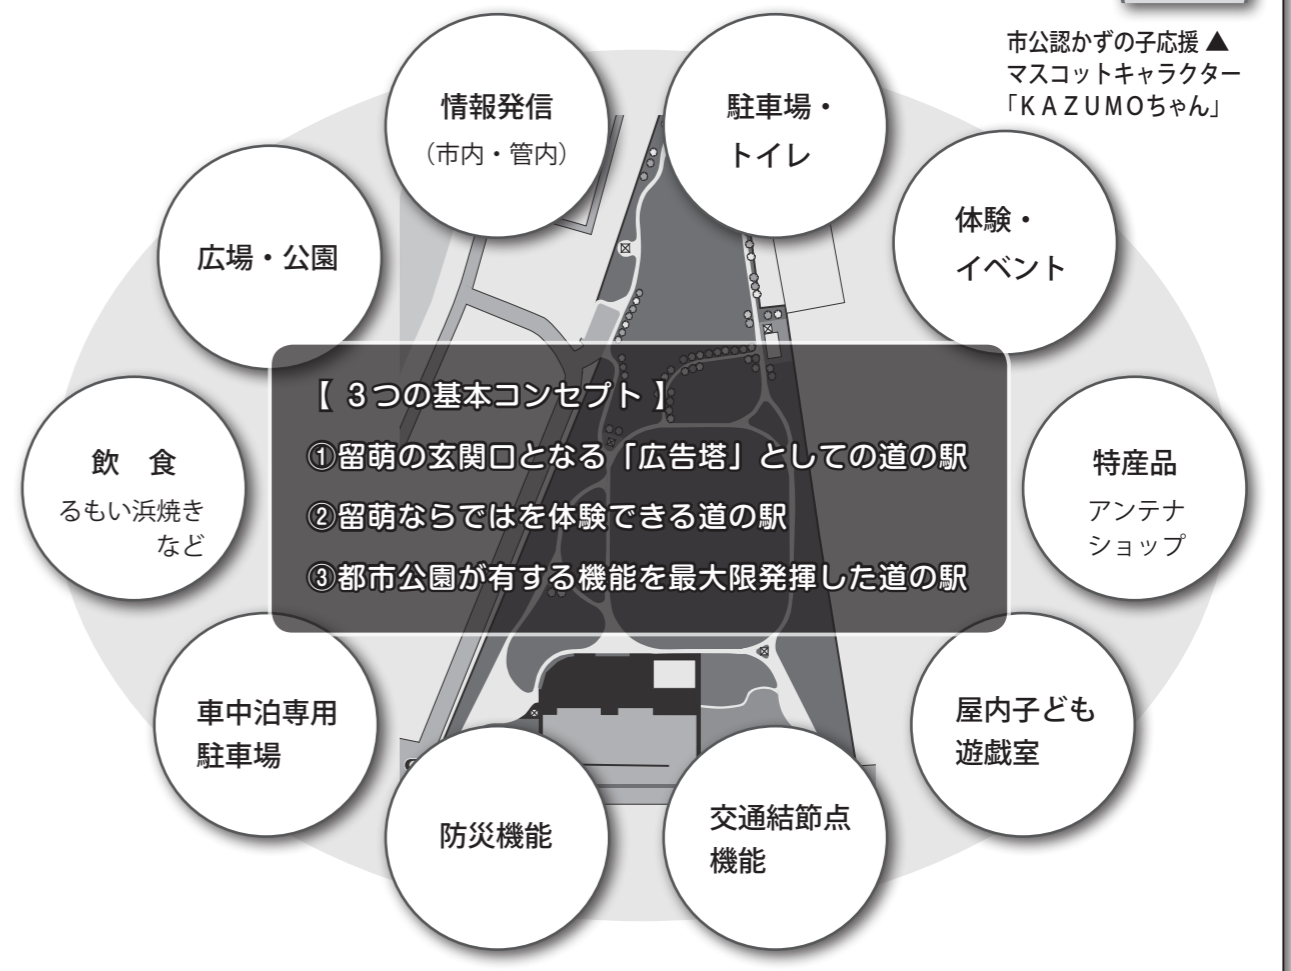 市公認かずの子応援▲
マスコットキャラクター
「ＫＡＺＵＭＯちゃん」
情報発信
（市内・管内）
駐車場・
トイレ
体験・
イベント
広場・公園
【 ３つの基本コンセプト 】
①留萌の玄関口となる「広告塔」としての道の駅
②留萌ならではを体験できる道の駅
③都市公園が有する機能を最大限発揮した道の駅
飲　食
るもい浜焼き
など
特産品
アンテナ
ショップ
車中泊専用
駐車場
屋内子ども
遊戯室
防災機能
交通結節点
機能